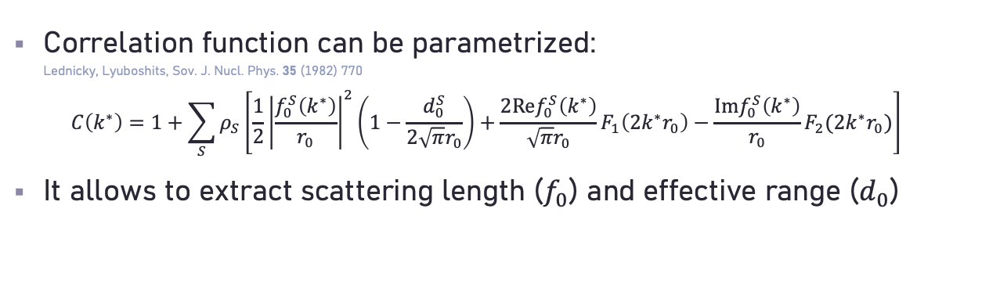 ▪ Correlation function can be parametrized:
Lednicky, Lyuboshits, Sov. J. Nucl. Phys. 35 (1982) 770
$C(k^*) = 1 + \sum_S \rho_S \left[ \frac{1}{2} \left| \frac{f_0^S(k^*)}{r_0} \right|^2 \left( 1 - \frac{d_0^S}{2\sqrt{\pi} r_0} \right) + \frac{2\mathrm{Re} f_0^S(k^*)}{\sqrt{\pi} r_0} F_1(2k^* r_0) - \frac{\mathrm{Im} f_0^S(k^*)}{r_0} F_2(2k^* r_0) \right]$
▪ It allows to extract scattering length ($f_0$) and effective range ($d_0$)